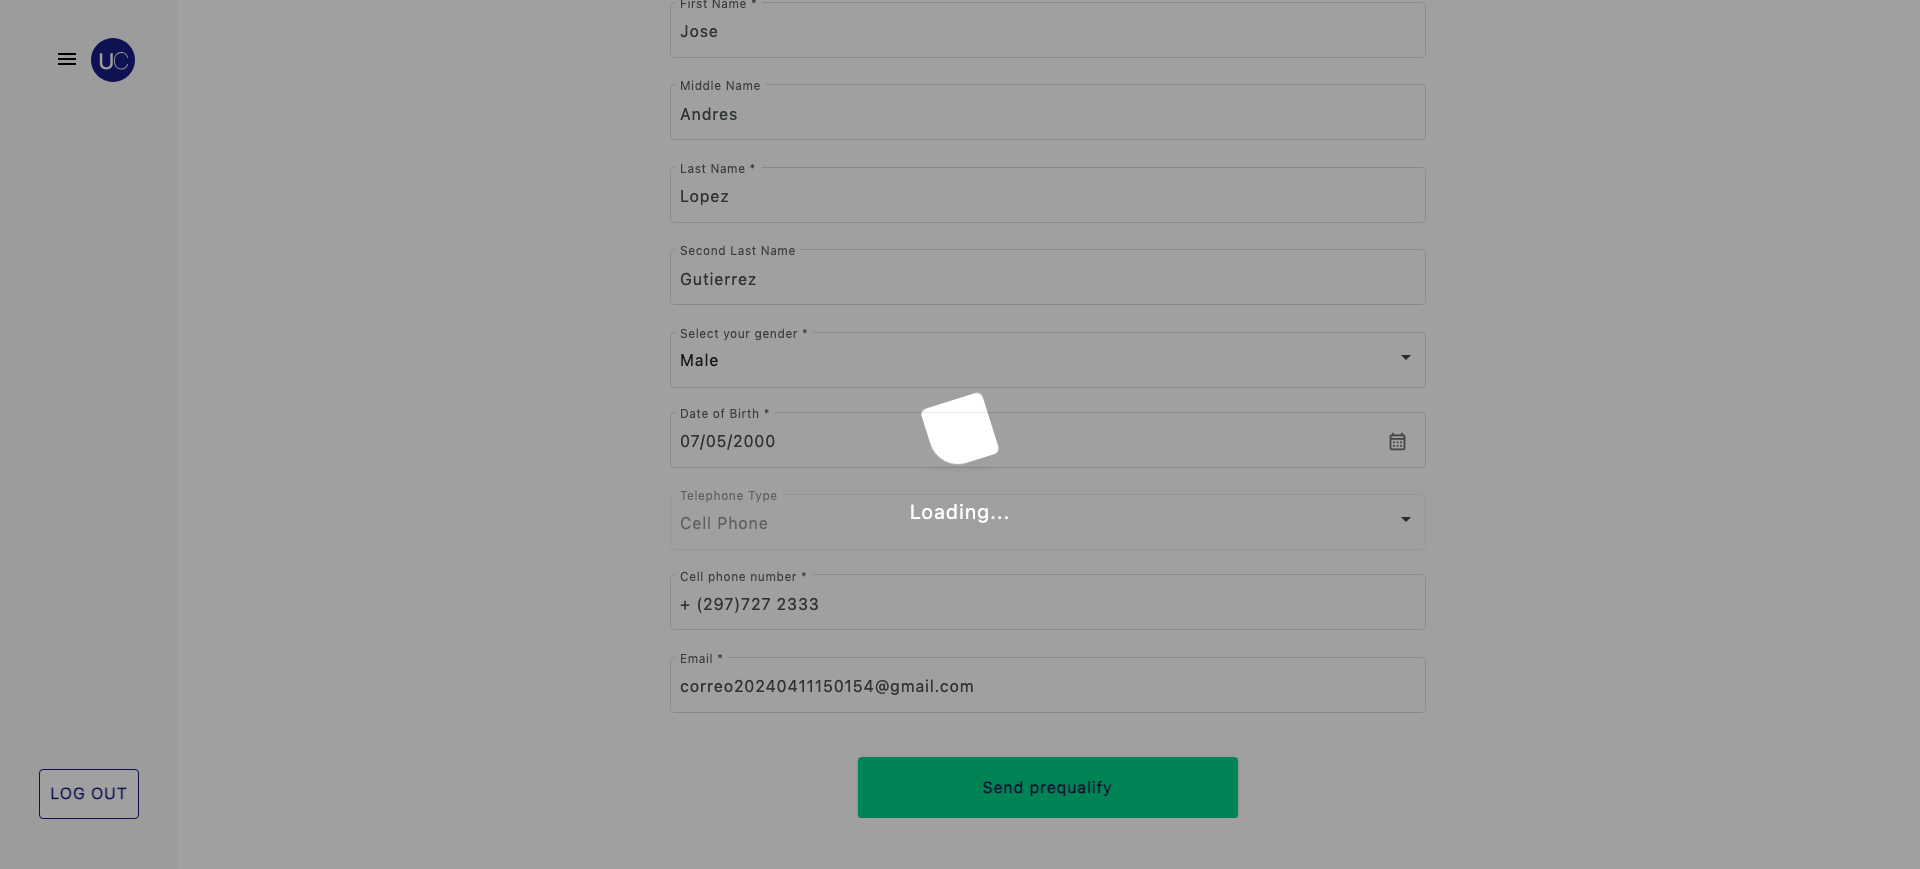 First Name *
Jose
UC
Middle Name
Andres
Last Name *
Lopez
Second Last Name
Gutierrez
Select your gender *
Male
Date of Birth *
07/05/2000
Telephone Type
Cell Phone
Loading...
Cell phone number *
+ (297)727 2333
Email *
correo20240411150154@gmail.com
Send prequalify
LOG OUT